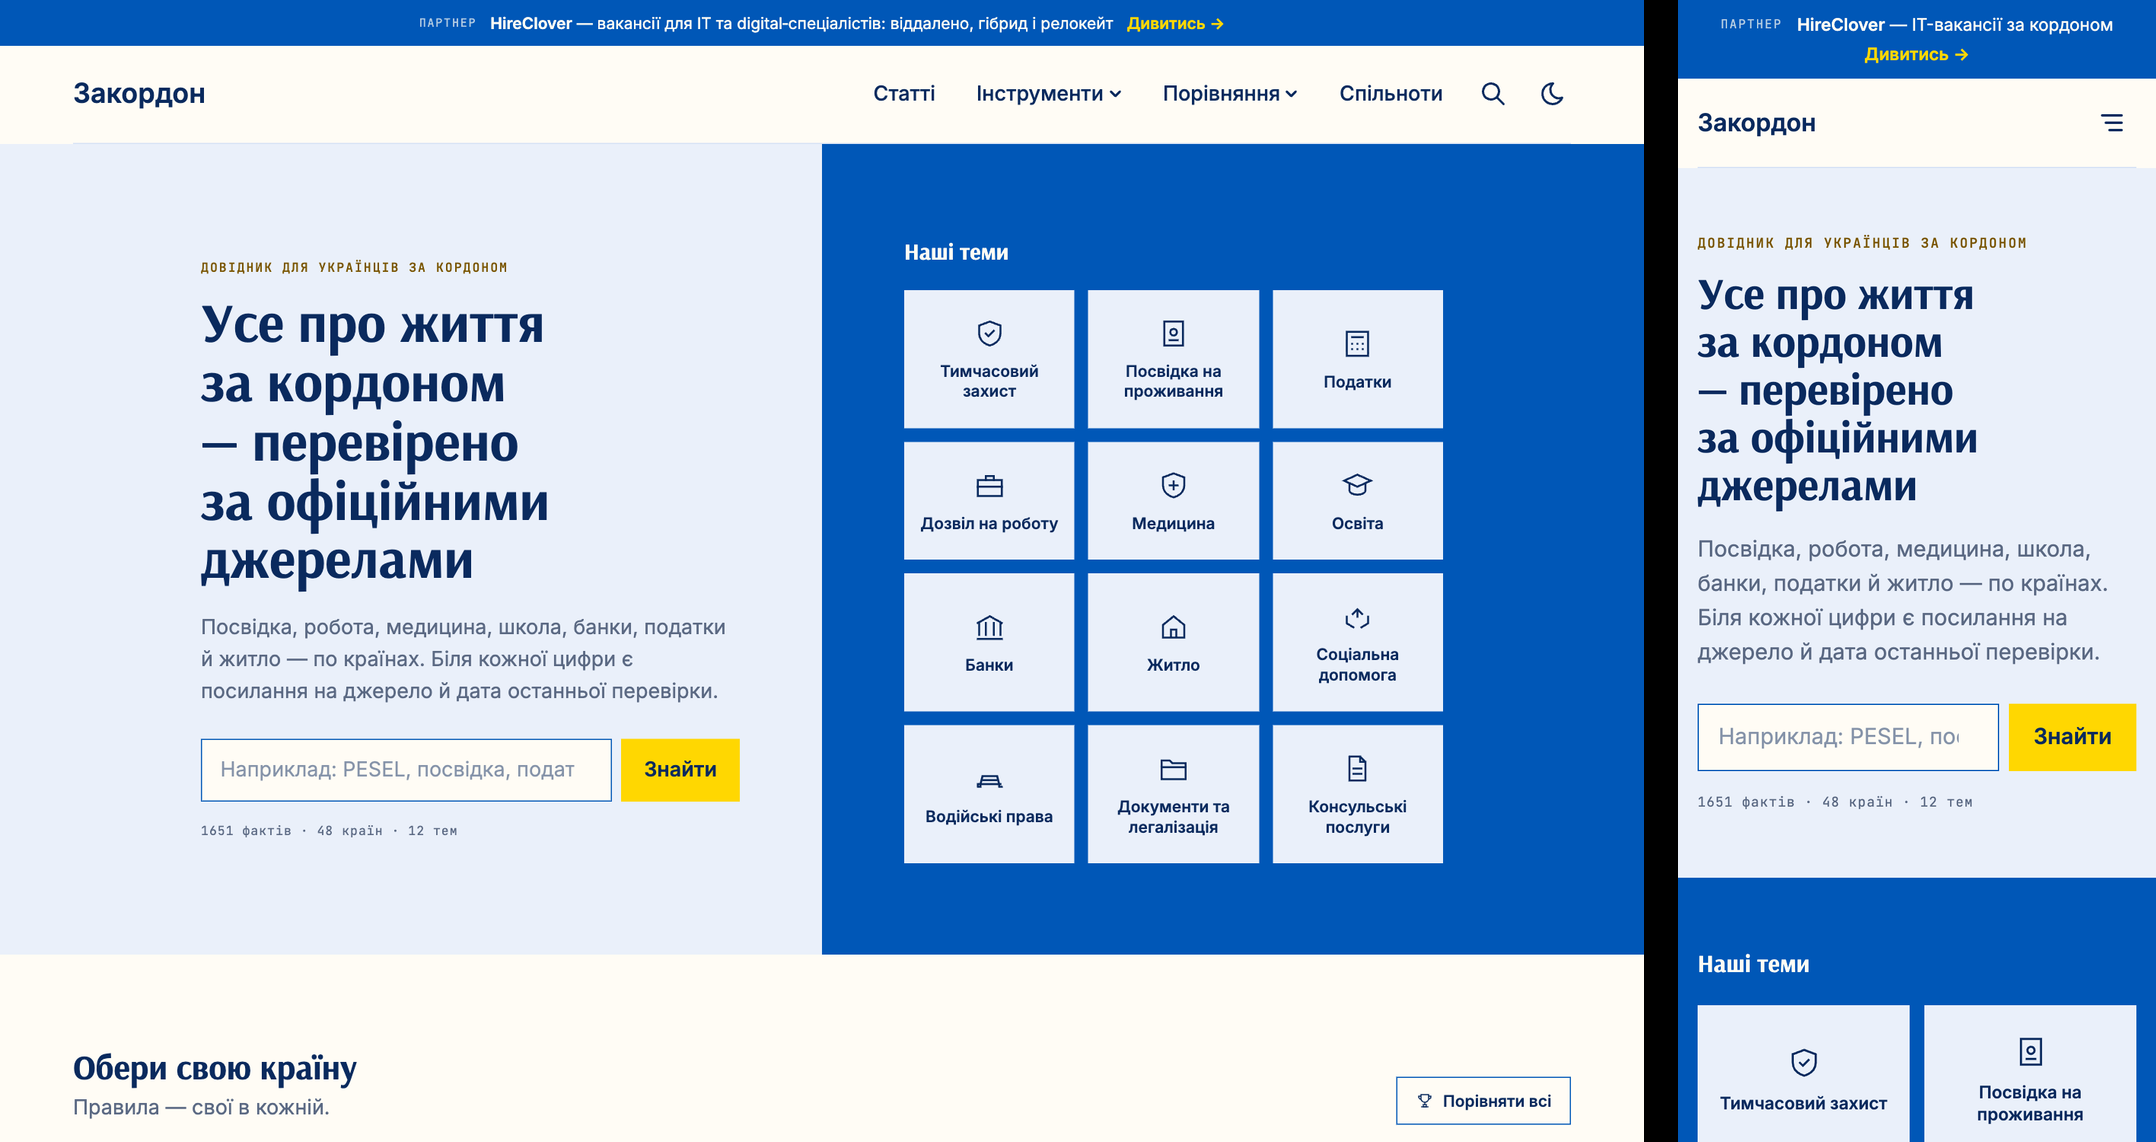 ПАРТНЕР HireClover — вакансії для IT та digital-спеціалістів: віддалено, гібрид і релокейт Дивитись →
Закордон
Статті Інструменти Порівняння Спільноти
ДОВІДНИК ДЛЯ УКРАЇНЦІВ ЗА КОРДОНОМ
Усе про життя
за кордоном
— перевірено
за офіційними
джерелами
Посвідка, робота, медицина, школа, банки, податки
й житло — по країнах. Біля кожної цифри є
посилання на джерело й дата останньої перевірки.
Наприклад: PESEL, посвідка, подат
Знайти
1651 фактів · 48 країн · 12 тем
Наші теми
Тимчасовий
захист
Посвідка на
проживання
Податки
Дозвіл на роботу
Медицина
Освіта
Банки
Житло
Соціальна
допомога
Водійські права
Документи та
легалізація
Консульські
послуги
Обери свою країну
Правила — свої в кожній.
Порівняти всі
ПАРТНЕР HireClover — IT-вакансії за кордоном
Дивитись →
Закордон
ДОВІДНИК ДЛЯ УКРАЇНЦІВ ЗА КОРДОНОМ
Усе про життя
за кордоном
— перевірено
за офіційними
джерелами
Посвідка, робота, медицина, школа,
банки, податки й житло — по країнах.
Біля кожної цифри є посилання на
джерело й дата останньої перевірки.
Наприклад: PESEL, пос
Знайти
1651 фактів · 48 країн · 12 тем
Наші теми
Тимчасовий захист
Посвідка на
проживання